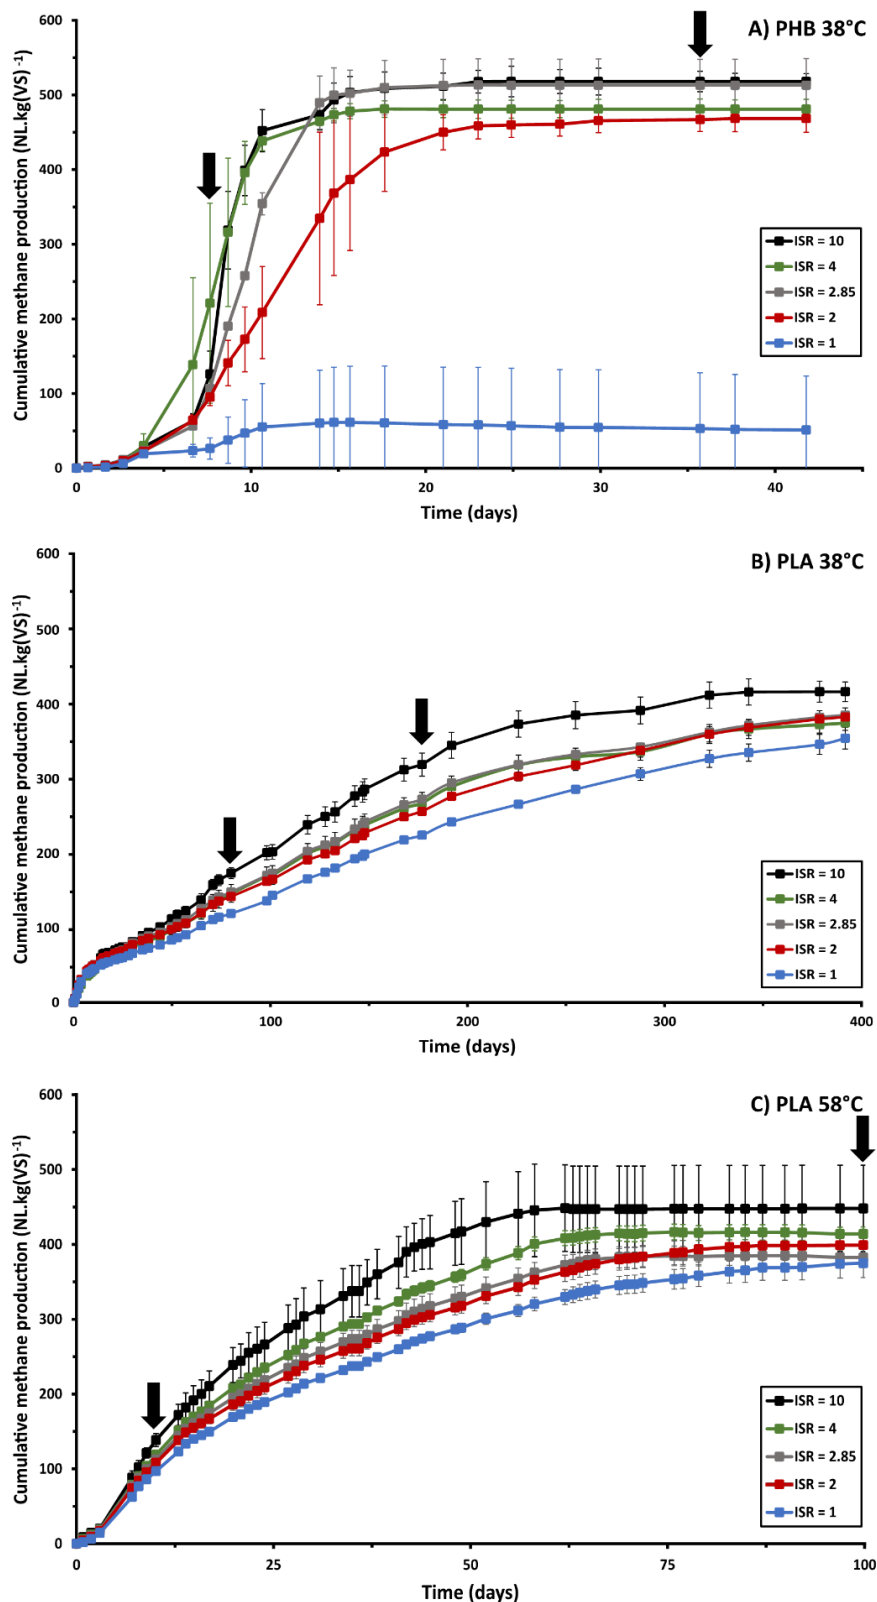 A) PHB 38°C
Cumulative methane production (NL.kg(VS)⁻¹)
600
500
400
300
200
100
0
ISR = 10
ISR = 4
ISR = 2.85
ISR = 2
ISR = 1
0 10 20 30 40
Time (days)
B) PLA 38°C
Cumulative methane production (NL.kg(VS)⁻¹)
600
500
400
300
200
100
0
ISR = 10
ISR = 4
ISR = 2.85
ISR = 2
ISR = 1
0 100 200 300 400
Time (days)
C) PLA 58°C
Cumulative methane production (NL.kg(VS)⁻¹)
600
500
400
300
200
100
0
ISR = 10
ISR = 4
ISR = 2.85
ISR = 2
ISR = 1
0 25 50 75 100
Time (days)